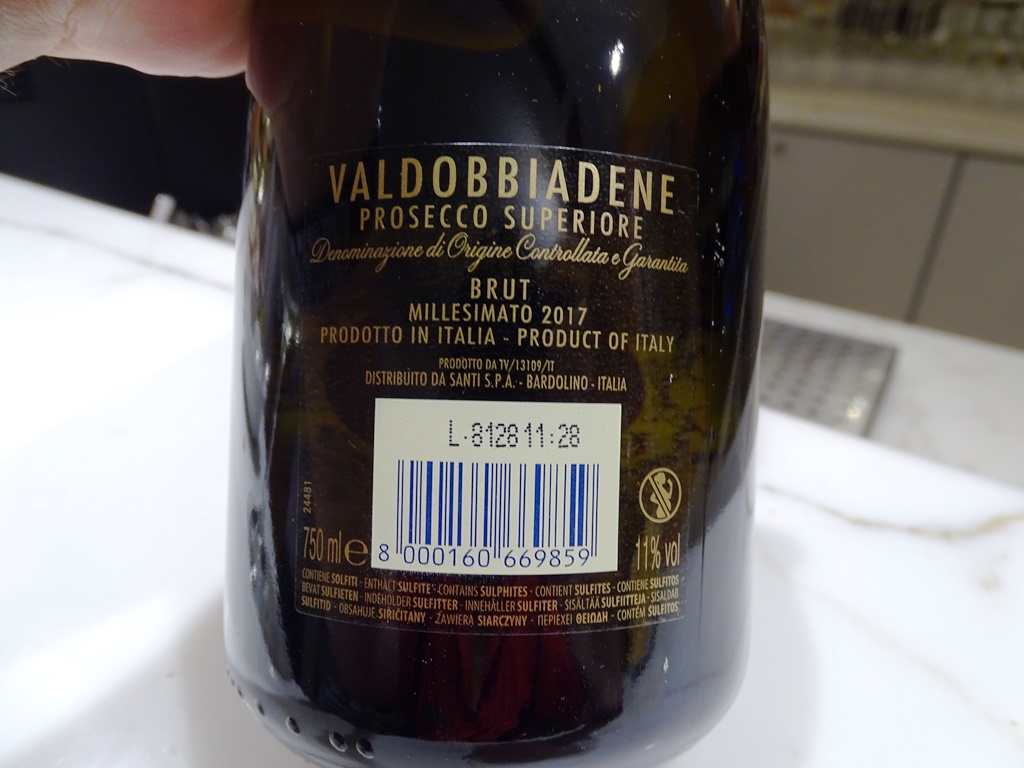 VALDOBBIADENE
PROSECCO SUPERIORE
Denominazione di Origine Controllata e Garantita
BRUT
MILLESIMATO 2017
PRODOTTO IN ITALIA - PRODUCT OF ITALY
PRODOTTO DA TV/13109/IT
DISTRIBUITO DA SANTI S.P.A. - BARDOLINO - ITALIA
L-8128 11:28
24481
750 ml e
8 000160 669859
11% vol
CONTIENE SOLFITI - ENTHÄLT SULFITE - CONTAINS SULPHITES - CONTIENT SULFITES - CONTIENE SULFITOS
BEVAT SULFIETEN - INDEHOLDER SULFITTER - INNEHÅLLER SULFITER - SISÄLTÄÄ SULFIITTEJA - SISALDAB
SULFITID - OBSAHUJE SIŘIČITANY - ZAWIERA SIARCZYNY - ΠΕΡΙΕΧΕΙ ΘΕΙΩΔΗ - CONTÉM SULFITOS